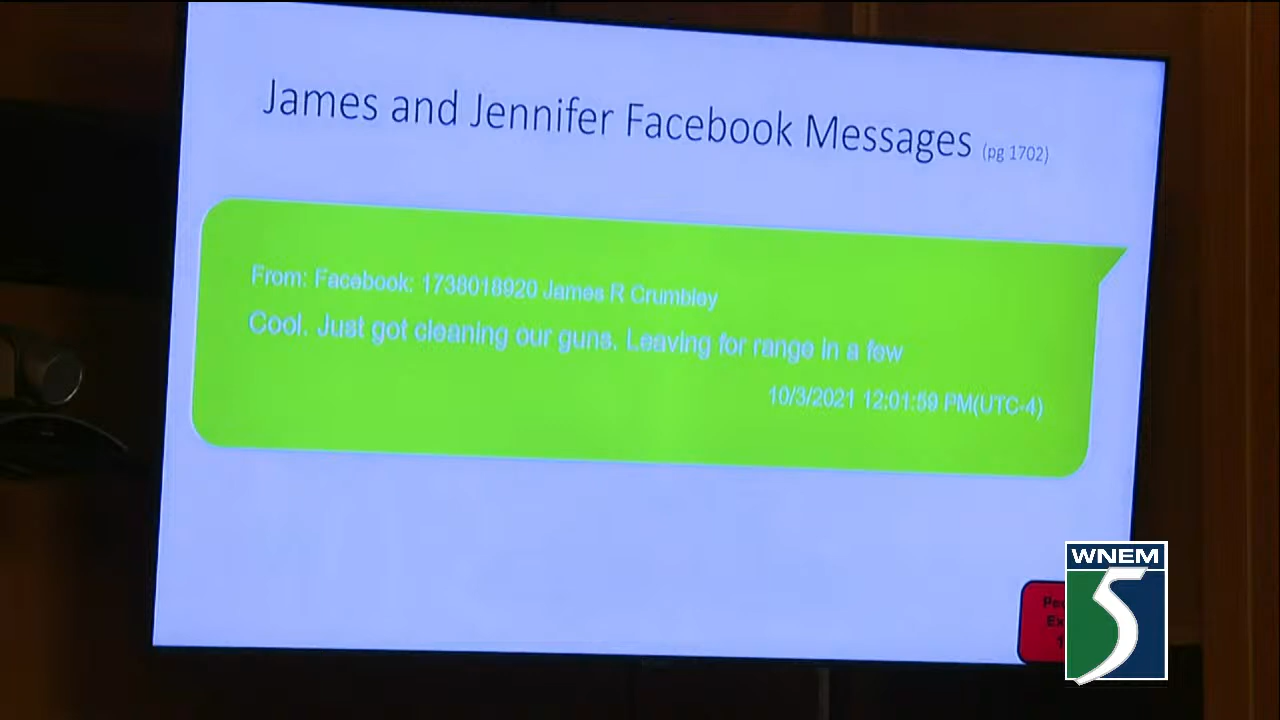 James and Jennifer Facebook Messages (pg 1702)
From: Facebook: 1738018920 James R Crumbley
Cool. Just got cleaning our guns. Leaving for range in a few
10/3/2021 12:01:59 PM(UTC-4)
WNEM
5